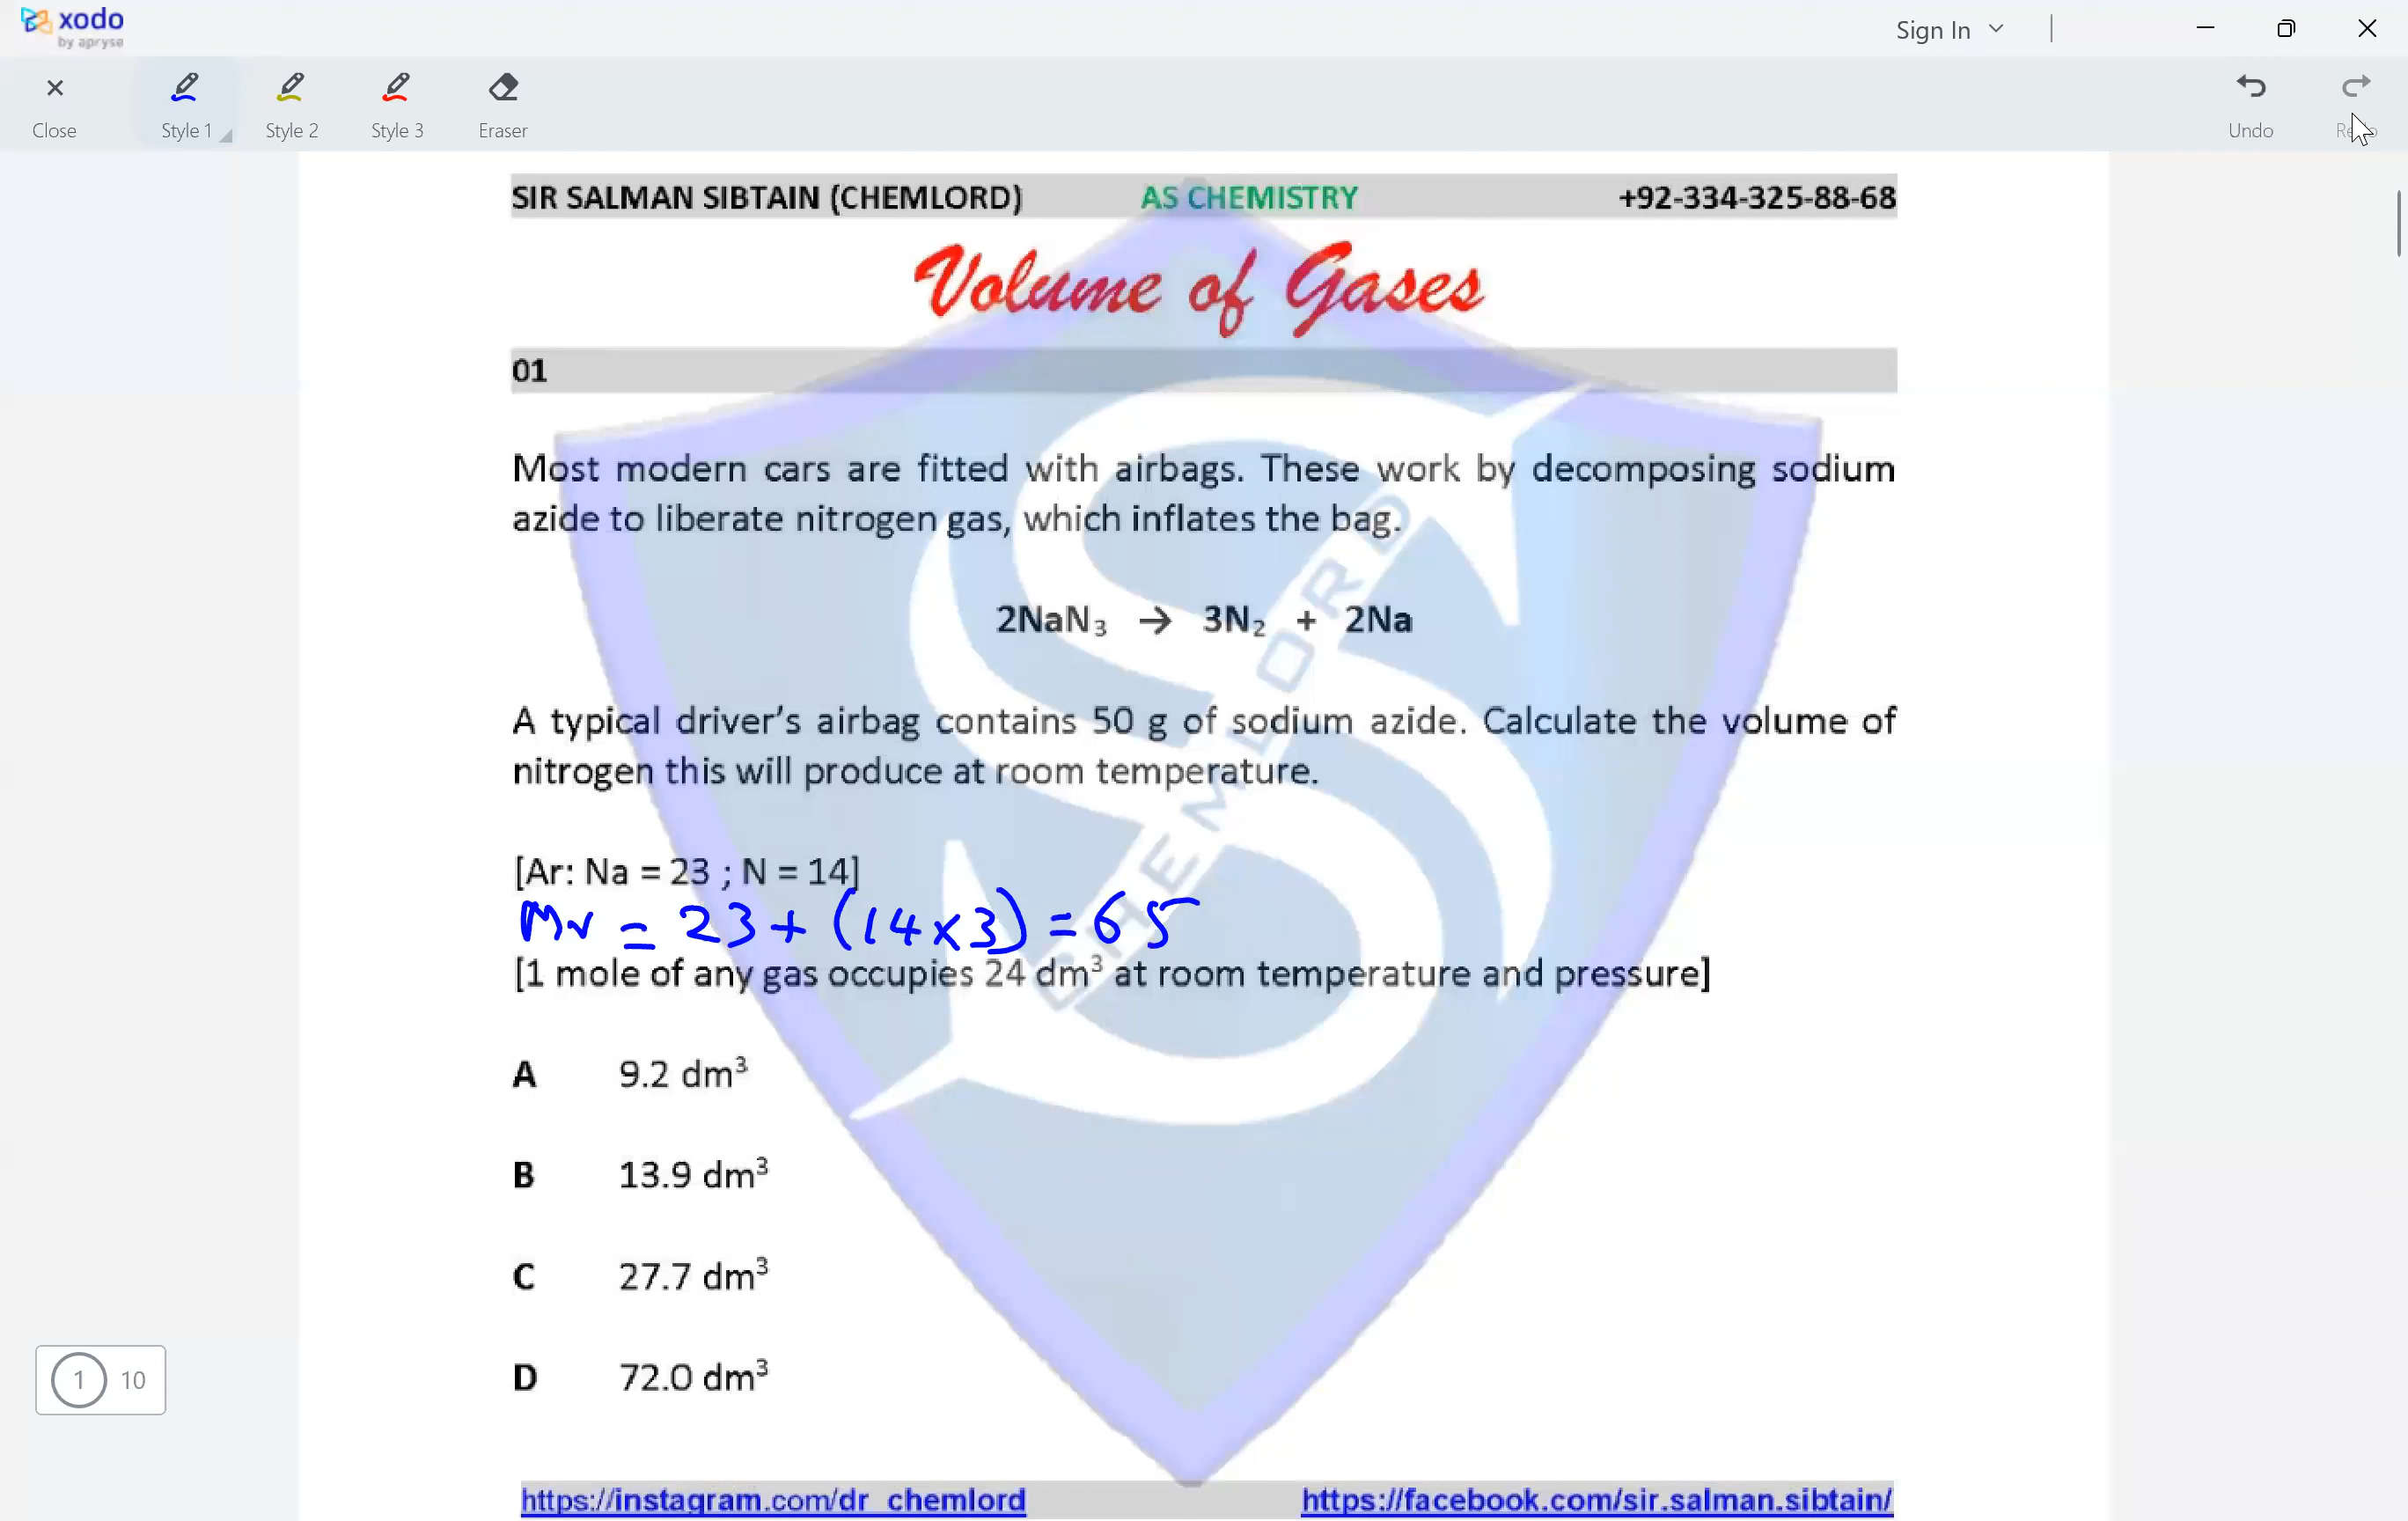 xodo
by apryse
Sign In
Close
Style 1
Style 2
Style 3
Eraser
Undo
SIR SALMAN SIBTAIN (CHEMLORD) AS CHEMISTRY +92-334-325-88-68
Volume of Gases
01
Most modern cars are fitted with airbags. These work by decomposing sodium
azide to liberate nitrogen gas, which inflates the bag.
2NaN₃ → 3N₂ + 2Na
A typical driver's airbag contains 50 g of sodium azide. Calculate the volume of
nitrogen this will produce at room temperature.
[Ar: Na = 23 ; N = 14]
Mr = 23 + (14 x 3) = 65
[1 mole of any gas occupies 24 dm³ at room temperature and pressure]
A 9.2 dm³
B 13.9 dm³
C 27.7 dm³
D 72.0 dm³
CHEMLORD
1 10
https://instagram.com/dr_chemlord https://facebook.com/sir.salman.sibtain/